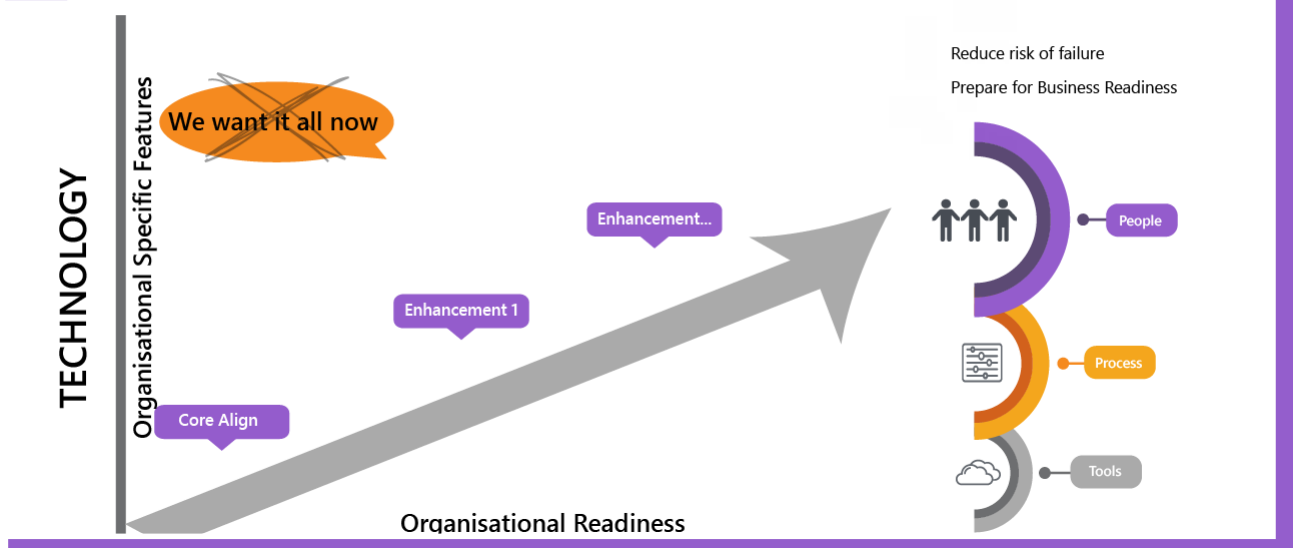 TECHNOLOGY
Organisational Specific Features
We want it all now
Core Align
Enhancement 1
Enhancement...
Organisational Readiness
Reduce risk of failure
Prepare for Business Readiness
People
Process
Tools